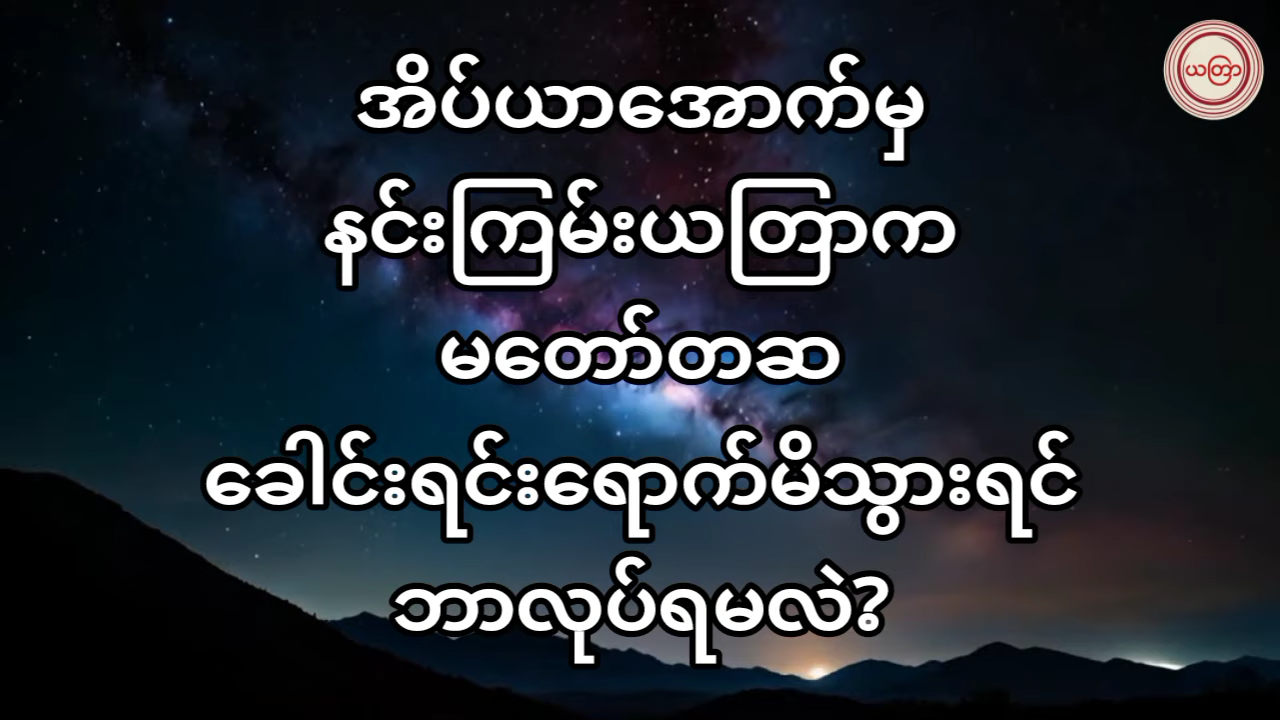 ယတြာ
အိပ်ယာအောက်မှ
နင်းကြမ်းယတြာက
မတော်တဆ
ခေါင်းရင်းရောက်မိသွားရင်
ဘာလုပ်ရမလဲ?